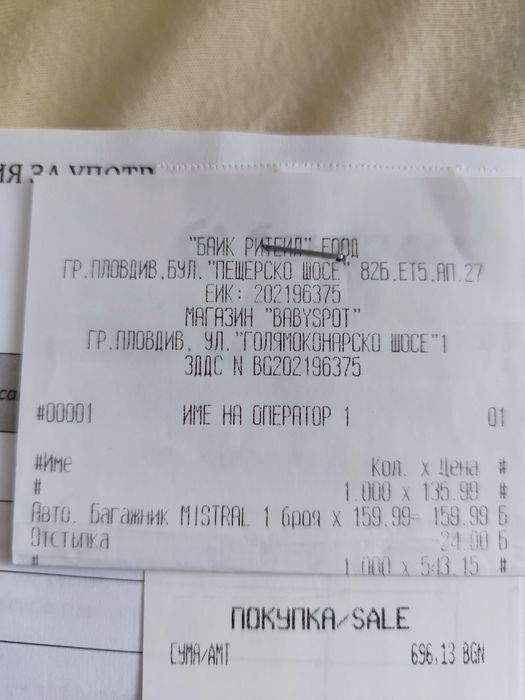 ИЯ ЗА УПОТР
"БАИК РИТЕИЛ" ЕООД
ГР.ПЛОВДИВ,БУЛ."ПЕЩЕРСКО ШОСЕ" 82Б.ЕТ5.АП.27
ЕИК: 202196375
МАГАЗИН "BABYSPOT"
ГР.ПЛОВДИВ, УЛ."ГОЛЯМОКОНАРСКО ШОСЕ"1
ЗДДС N BG202196375
#00001 ИМЕ НА ОПЕРАТОР 1 01
#Име Кол. x Цена #
# 1.000 x 135.99 #
Авто. Багажник MISTRAL 1 броя x 159.99= 159.99 Б
Отстъпка -24.00 Б
# 1.000 x 543.15 #
ПОКУПКА/SALE
СУМА/AMT 696,13 BGN